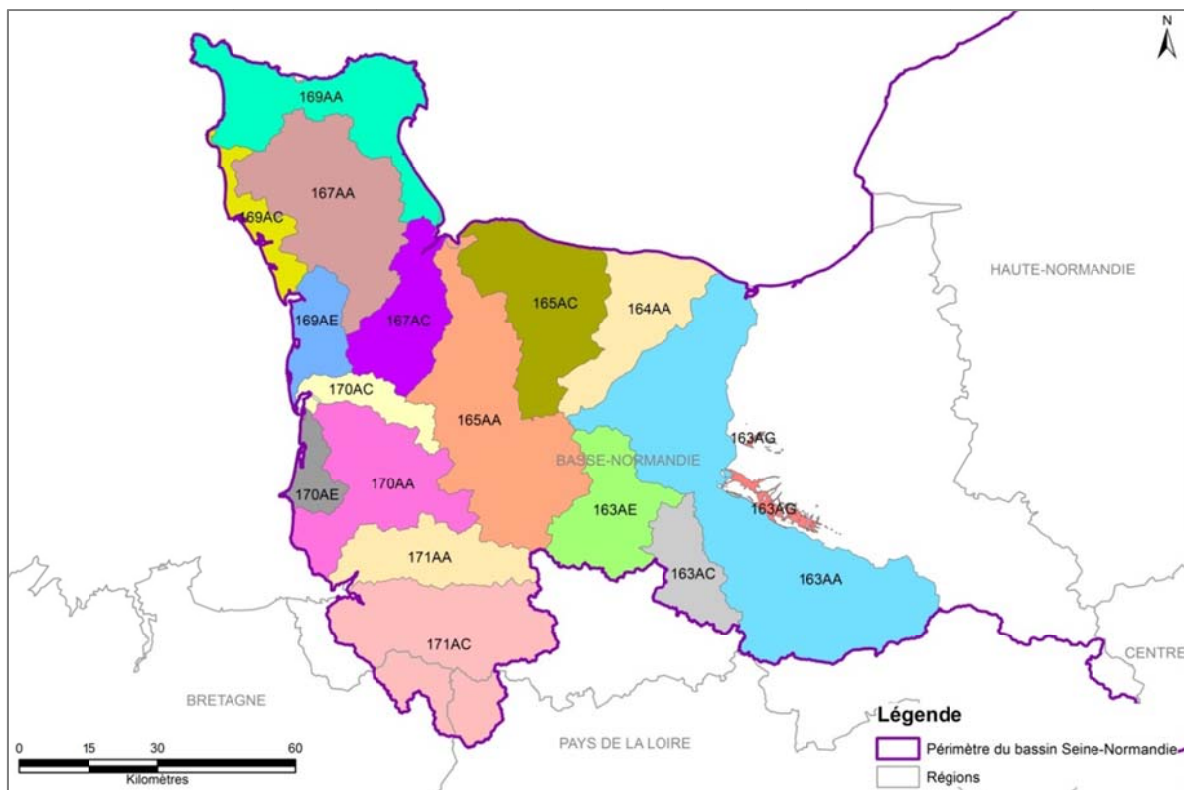 N
169AA
167AA
169AC
HAUTE-NORMANDIE
165AC
164AA
169AE
167AC
170AC
165AA
163AG
BASSE-NORMANDIE
170AA
170AE
163AE
163AG
171AA
163AC
163AA
171AC
CENTRE
BRETAGNE
PAYS DE LA LOIRE
Légende
Périmètre du bassin Seine-Normandie
Régions
0 15 30 60
Kilomètres